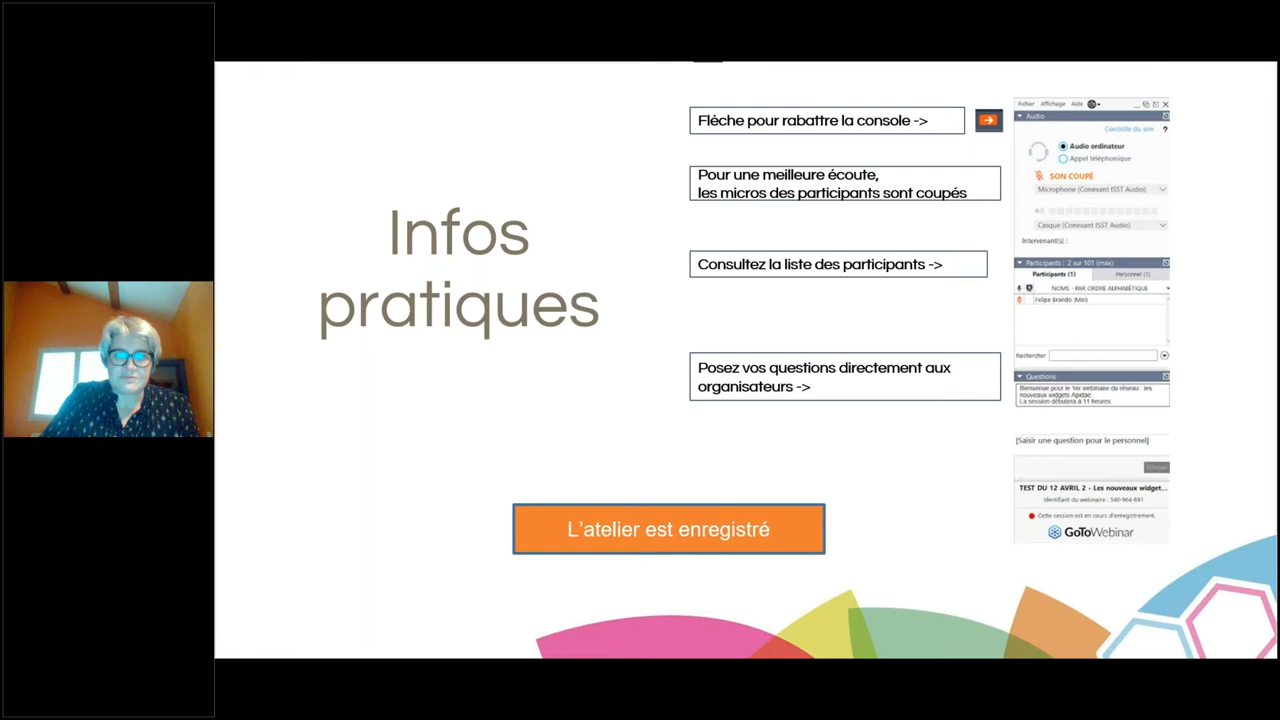 Infos
pratiques
Flèche pour rabattre la console ->
Pour une meilleure écoute,
les micros des participants sont coupés
Consultez la liste des participants ->
Posez vos questions directement aux
organisateurs ->
L'atelier est enregistré
Fichier Affichage Aide
Audio
Contrôle du son ?
Audio ordinateur
Appel téléphonique
SON COUPÉ
Microphone (Conexant ISST Audio)
Casque (Conexant ISST Audio)
Intervenant(s) :
Participants : 2 sur 101 (max)
Participants (1) Personnel (1)
NOMS - PAR ORDRE ALPHABÉTIQUE
Felipe Brando (Moi)
Rechercher
Questions
Bienvenue pour le 1er webinaire du réseau : les
nouveaux widgets Apidae.
La session débutera à 11 heures
[Saisir une question pour le personnel]
Envoyer
TEST DU 12 AVRIL 2 - Les nouveaux widget...
Identifiant du webinaire : 540-964-891
Cette session est en cours d'enregistrement.
GoToWebinar